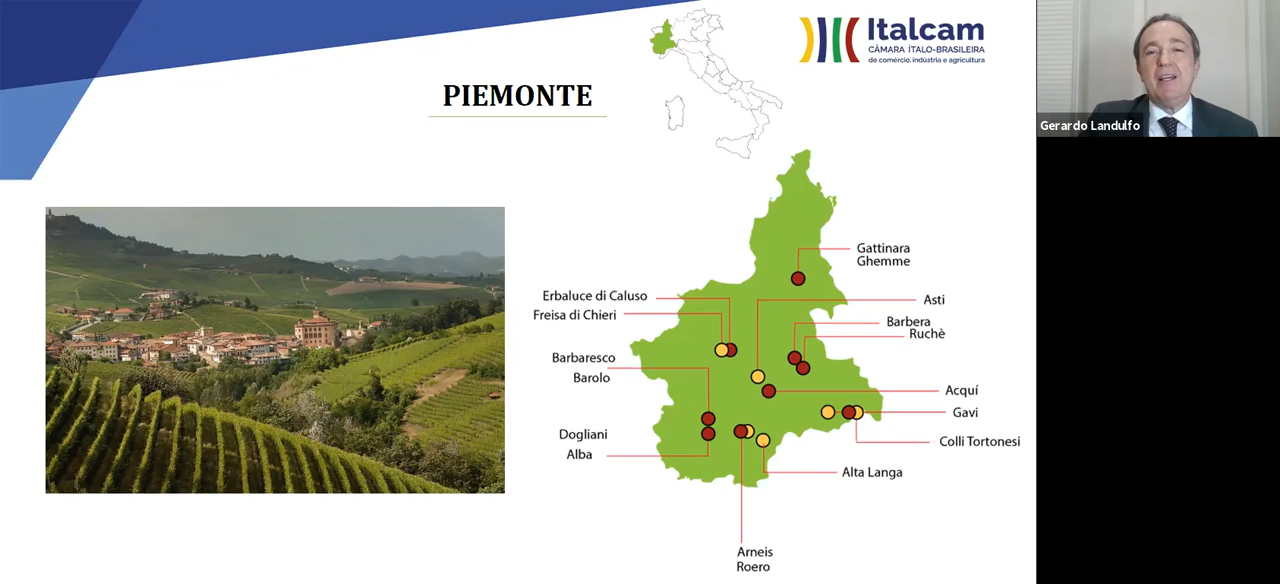 Italcam
CÂMARA ÍTALO-BRASILEIRA
de comércio, indústria e agricultura
PIEMONTE
Gerardo Landulfo
Gattinara
Ghemme
Erbaluce di Caluso
Freisa di Chieri
Asti
Barbera
Ruchè
Barbaresco
Barolo
Acquí
Gavi
Dogliani
Alba
Colli Tortonesi
Alta Langa
Arneis
Roero